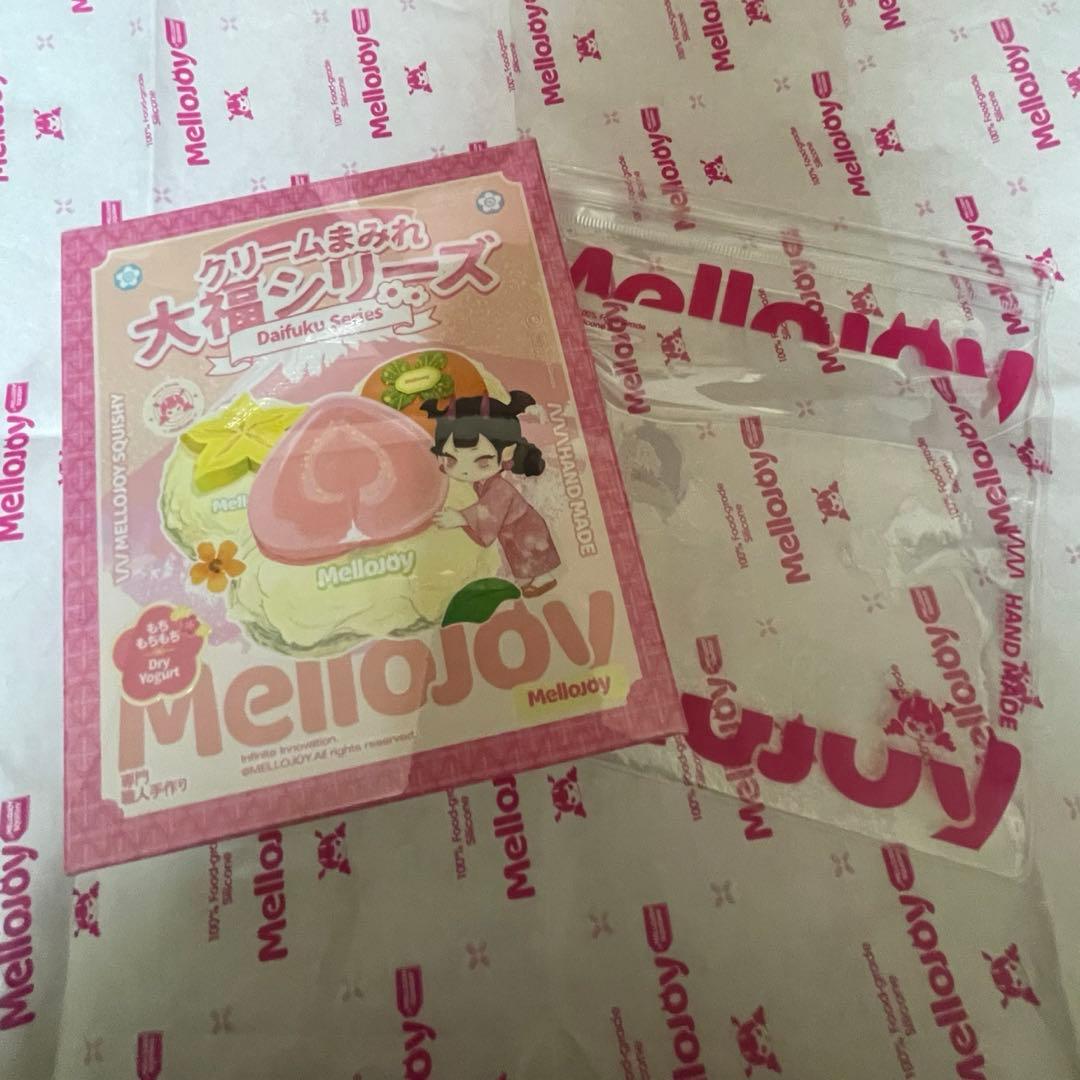 クリームまみれ
大福シリーズ
Daifuku Series
MELLOJOY SQUISHY
HAND MADE
Mell
MelloJoy
もち
もちもち
Dry
Yogurt
MelloJoy
MelloJoy
Infinite Innovation.
©MELLOJOY.All rights reserved.
専門
職人手作り
MelloJoy
HAND MADE
MelloJoy
100% Food-grade
Silicone